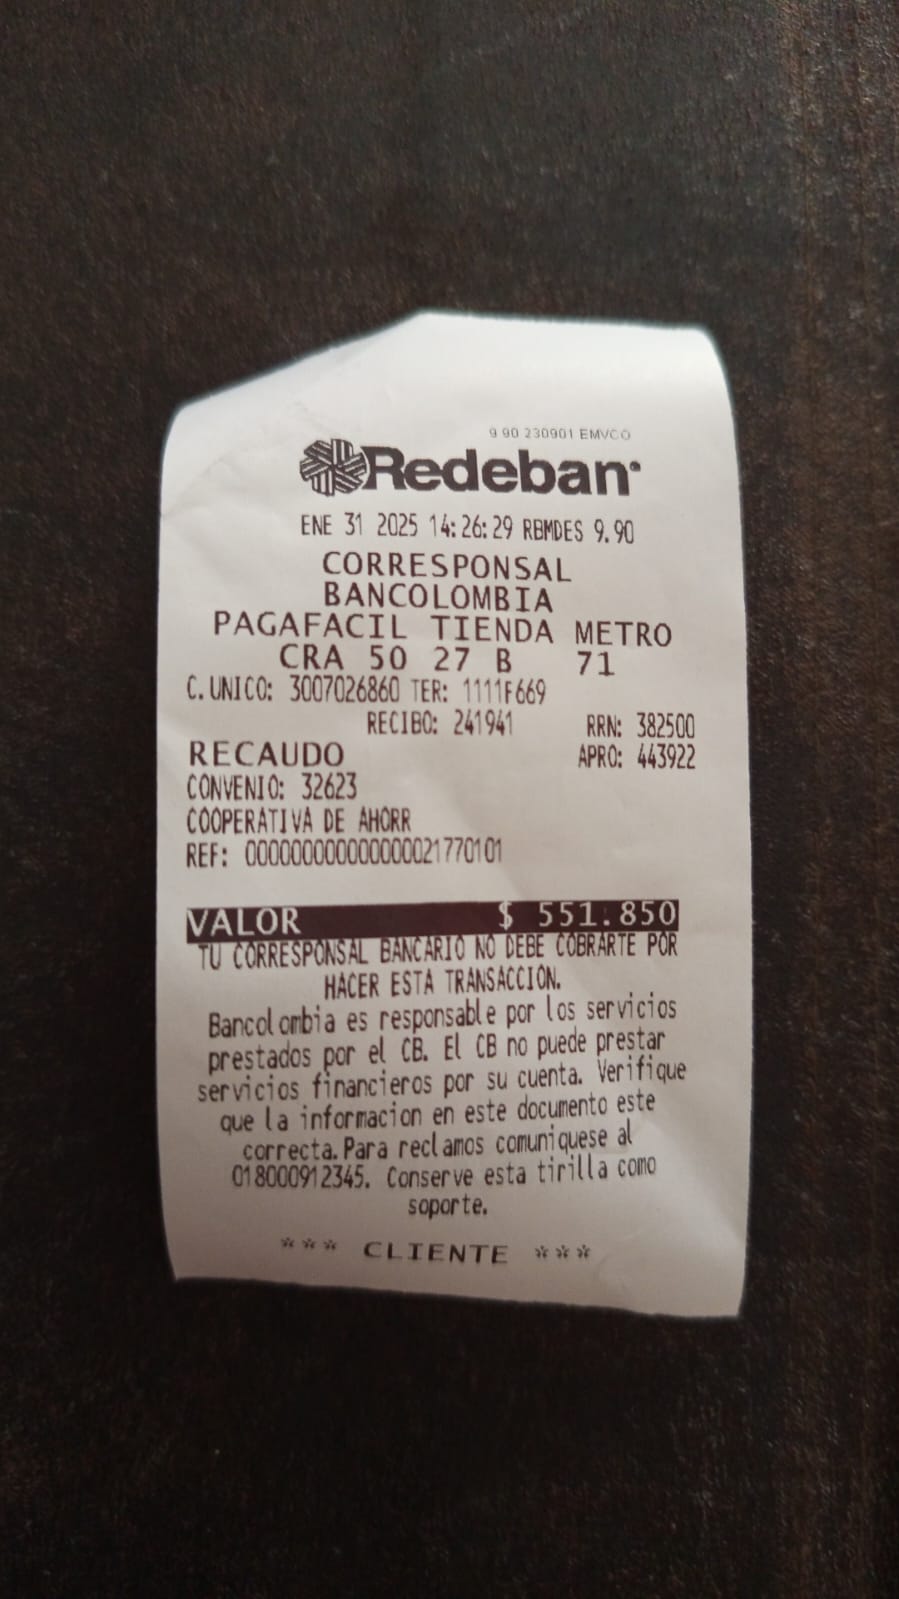 9 90 230901 EMVCO
Redeban
ENE 31 2025 14:26:29 RBMDES 9.90
CORRESPONSAL
BANCOLOMBIA
PAGAFACIL TIENDA METRO
CRA 50 27 B 71
C. UNICO: 3007026860 TER: 1111F669
RECIBO: 241941 RRN: 382500
RECAUDO APRO: 443922
CONVENIO: 32623
COOPERATIVA DE AHORR
REF: 0000000000000000021770101
VALOR $ 551.850
TU CORRESPONSAL BANCARIO NO DEBE COBRARTE POR
HACER ESTA TRANSACCION.
Bancolombia es responsable por los servicios
prestados por el CB. El CB no puede prestar
servicios financieros por su cuenta. Verifique
que la informacion en este documento este
correcta. Para reclamos comuniquese al
018000912345. Conserve esta tirilla como
soporte.
*** CLIENTE ***